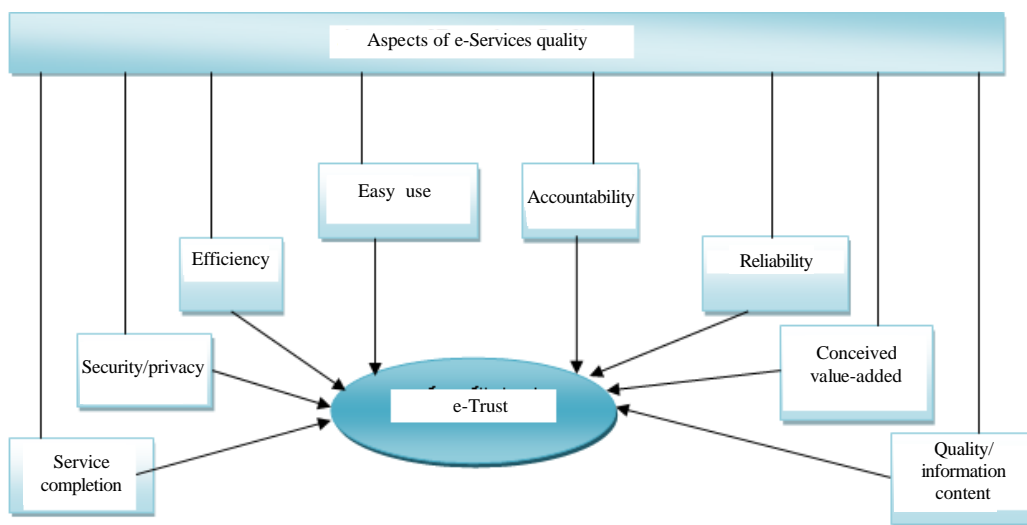 Aspects of e-Services quality
Easy use
Accountability
Efficiency
Reliability
Security/privacy
Conceived
value-added
e-Trust
Service
completion
Quality/
information
content